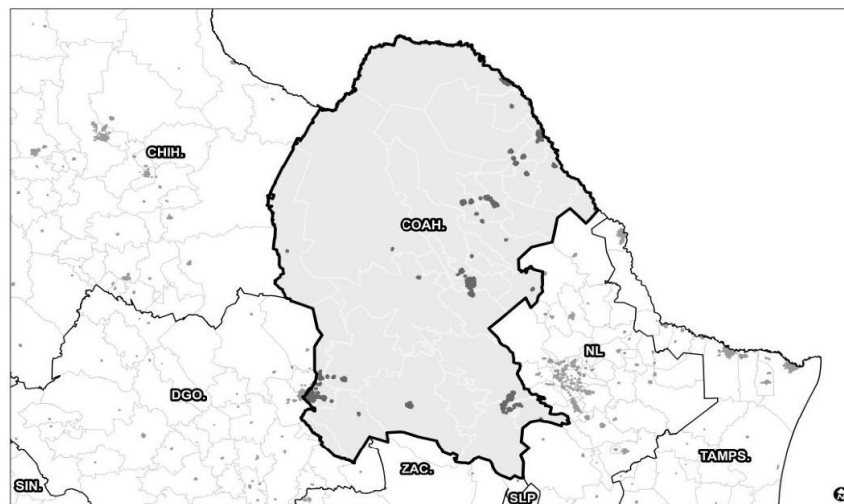 CHIH.
COAH.
NL.
DGO.
TAMPS.
ZAC.
SIN.
SLP